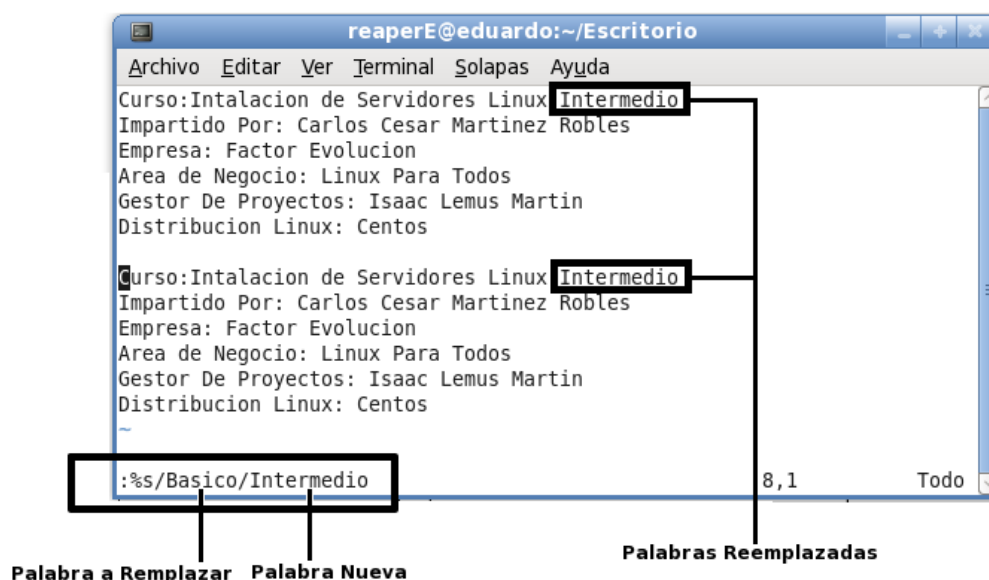 reaperE@eduardo:~/Escritorio
Archivo Editar Ver Terminal Solapas Ayuda
Curso:Intalacion de Servidores Linux Intermedio
Impartido Por: Carlos Cesar Martinez Robles
Empresa: Factor Evolucion
Area de Negocio: Linux Para Todos
Gestor De Proyectos: Isaac Lemus Martin
Distribucion Linux: Centos
Curso:Intalacion de Servidores Linux Intermedio
Impartido Por: Carlos Cesar Martinez Robles
Empresa: Factor Evolucion
Area de Negocio: Linux Para Todos
Gestor De Proyectos: Isaac Lemus Martin
Distribucion Linux: Centos
~
:%s/Basico/Intermedio 8,1 Todo
Palabras Reemplazadas
Palabra a Remplazar Palabra Nueva